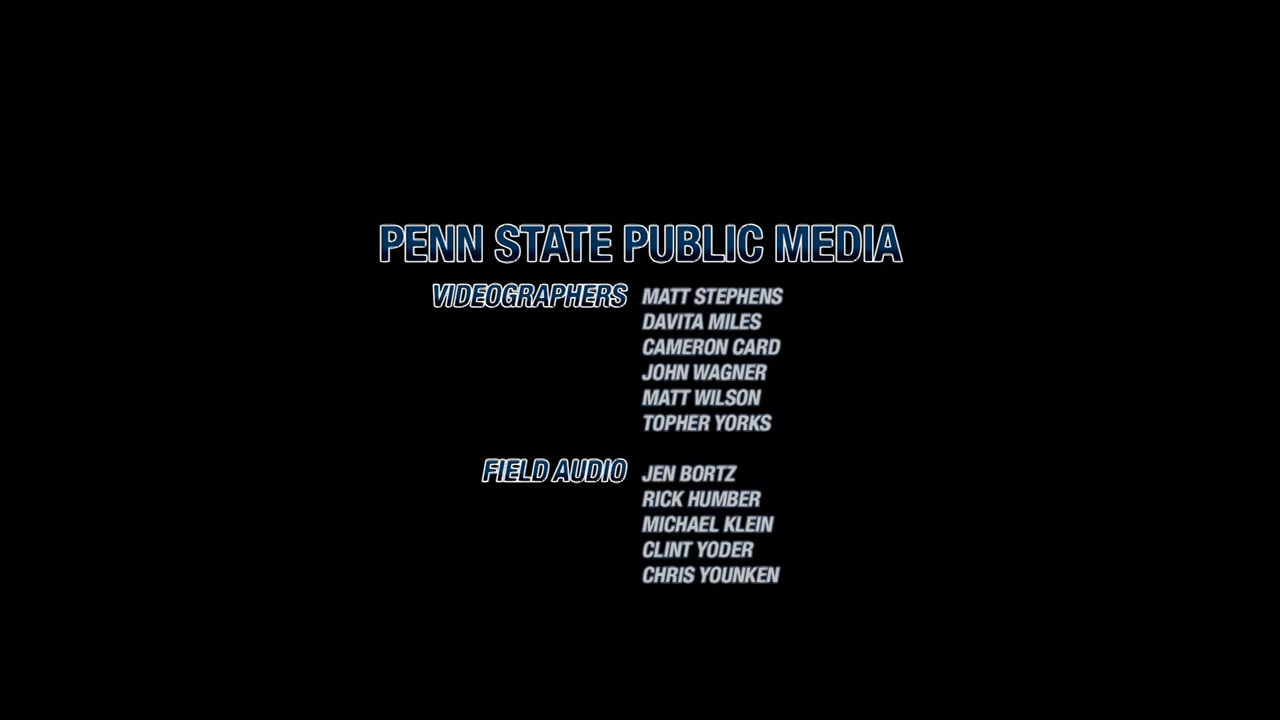 PENN STATE PUBLIC MEDIA
VIDEOGRAPHERS MATT STEPHENS
DAVITA MILES
CAMERON CARD
JOHN WAGNER
MATT WILSON
TOPHER YORKS
FIELD AUDIO JEN BORTZ
RICK HUMBER
MICHAEL KLEIN
CLINT YODER
CHRIS YOUNKEN